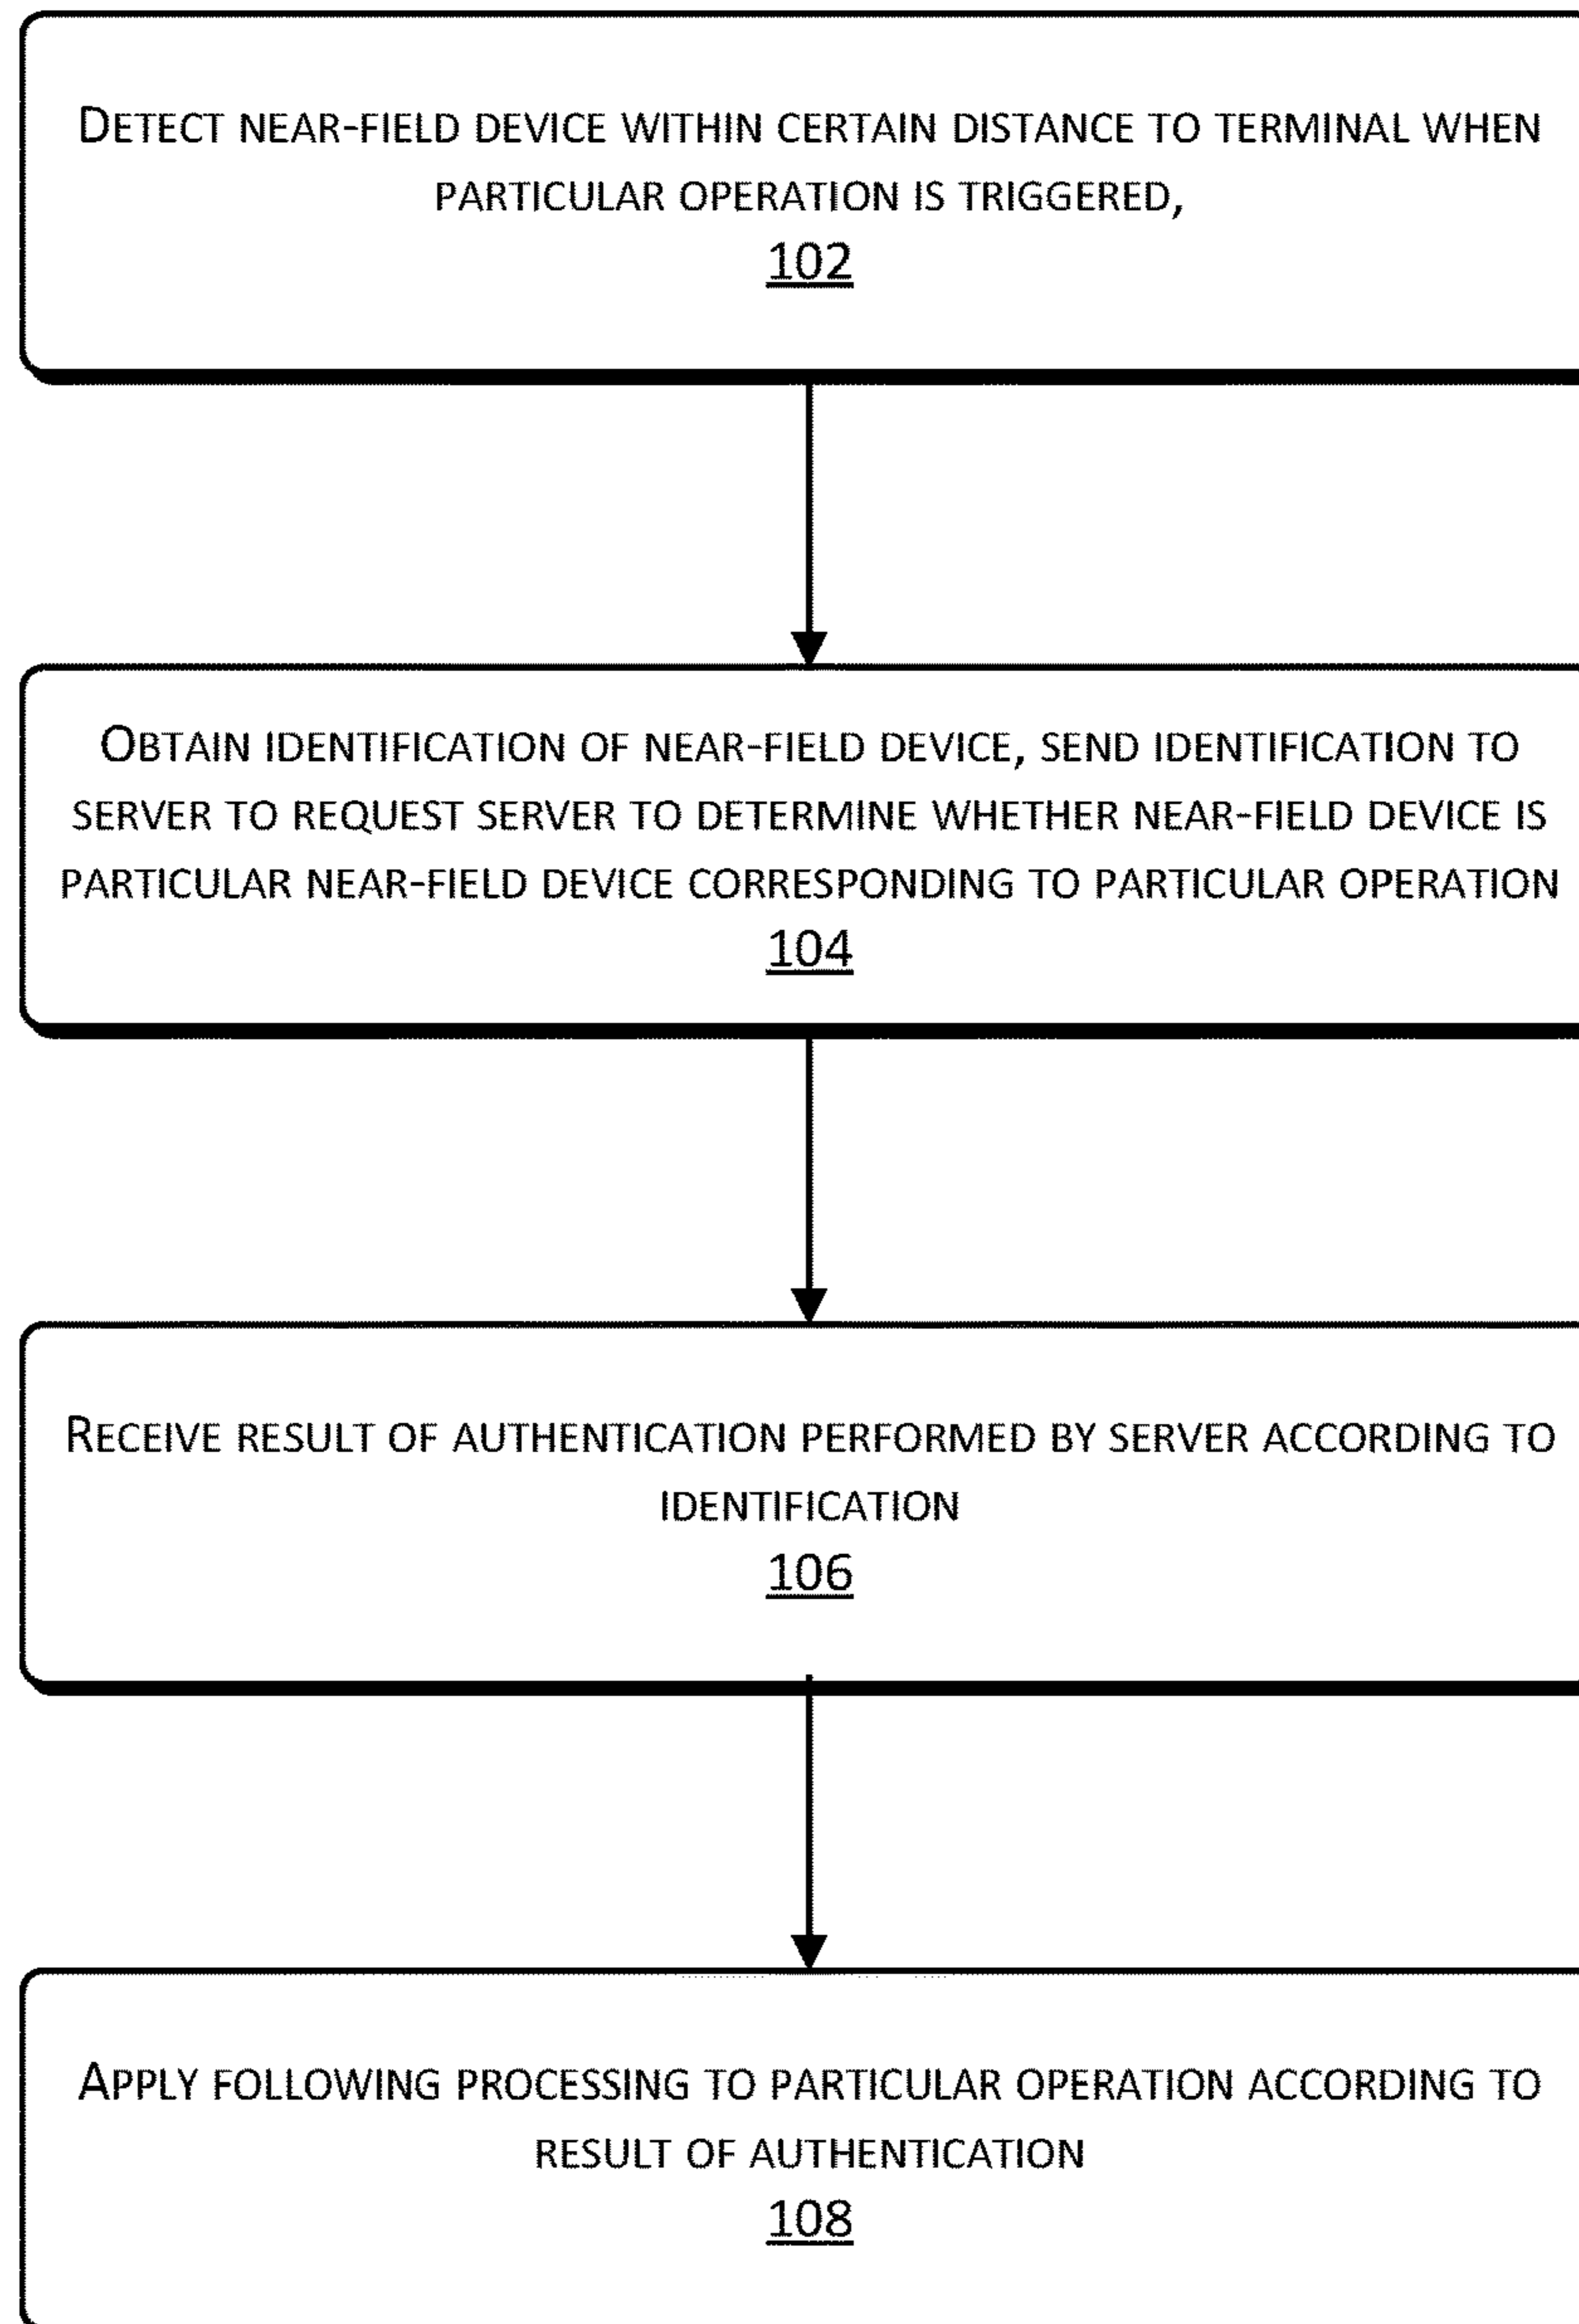 DETECT NEAR-FIELD DEVICE WITHIN CERTAIN DISTANCE TO TERMINAL WHEN
PARTICULAR OPERATION IS TRIGGERED,
102
OBTAIN IDENTIFICATION OF NEAR-FIELD DEVICE, SEND IDENTIFICATION TO
SERVER TO REQUEST SERVER TO DETERMINE WHETHER NEAR-FIELD DEVICE IS
PARTICULAR NEAR-FIELD DEVICE CORRESPONDING TO PARTICULAR OPERATION
104
RECEIVE RESULT OF AUTHENTICATION PERFORMED BY SERVER ACCORDING TO
IDENTIFICATION
106
APPLY FOLLOWING PROCESSING TO PARTICULAR OPERATION ACCORDING TO
RESULT OF AUTHENTICATION
108